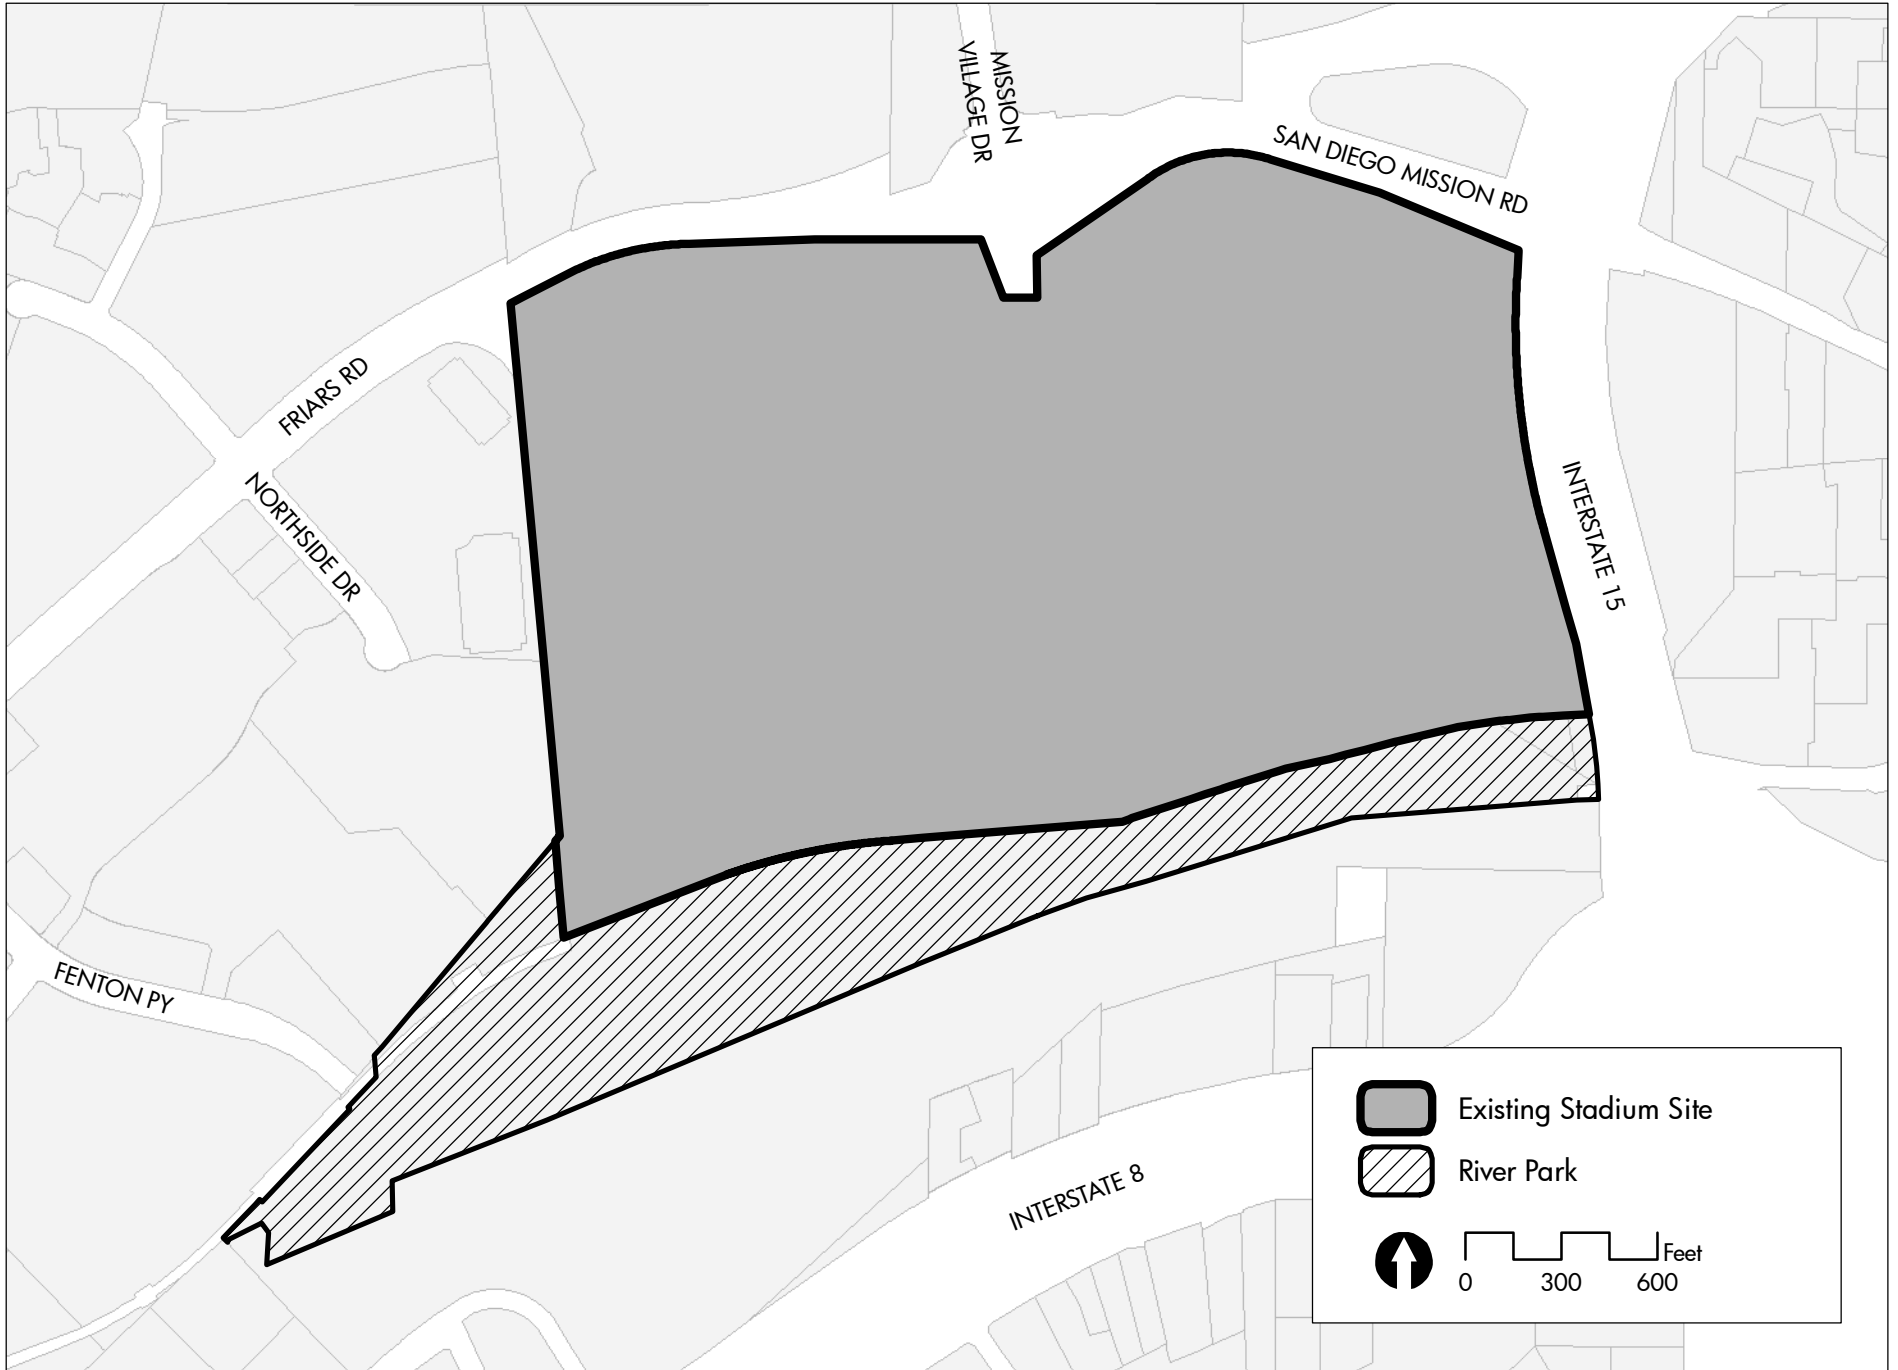 MISSION
VILLAGE DR
SAN DIEGO MISSION RD
FRIARS RD
NORTHSIDE DR
INTERSTATE 15
FENTON PY
INTERSTATE 8
Existing Stadium Site
River Park
Feet
0 300 600